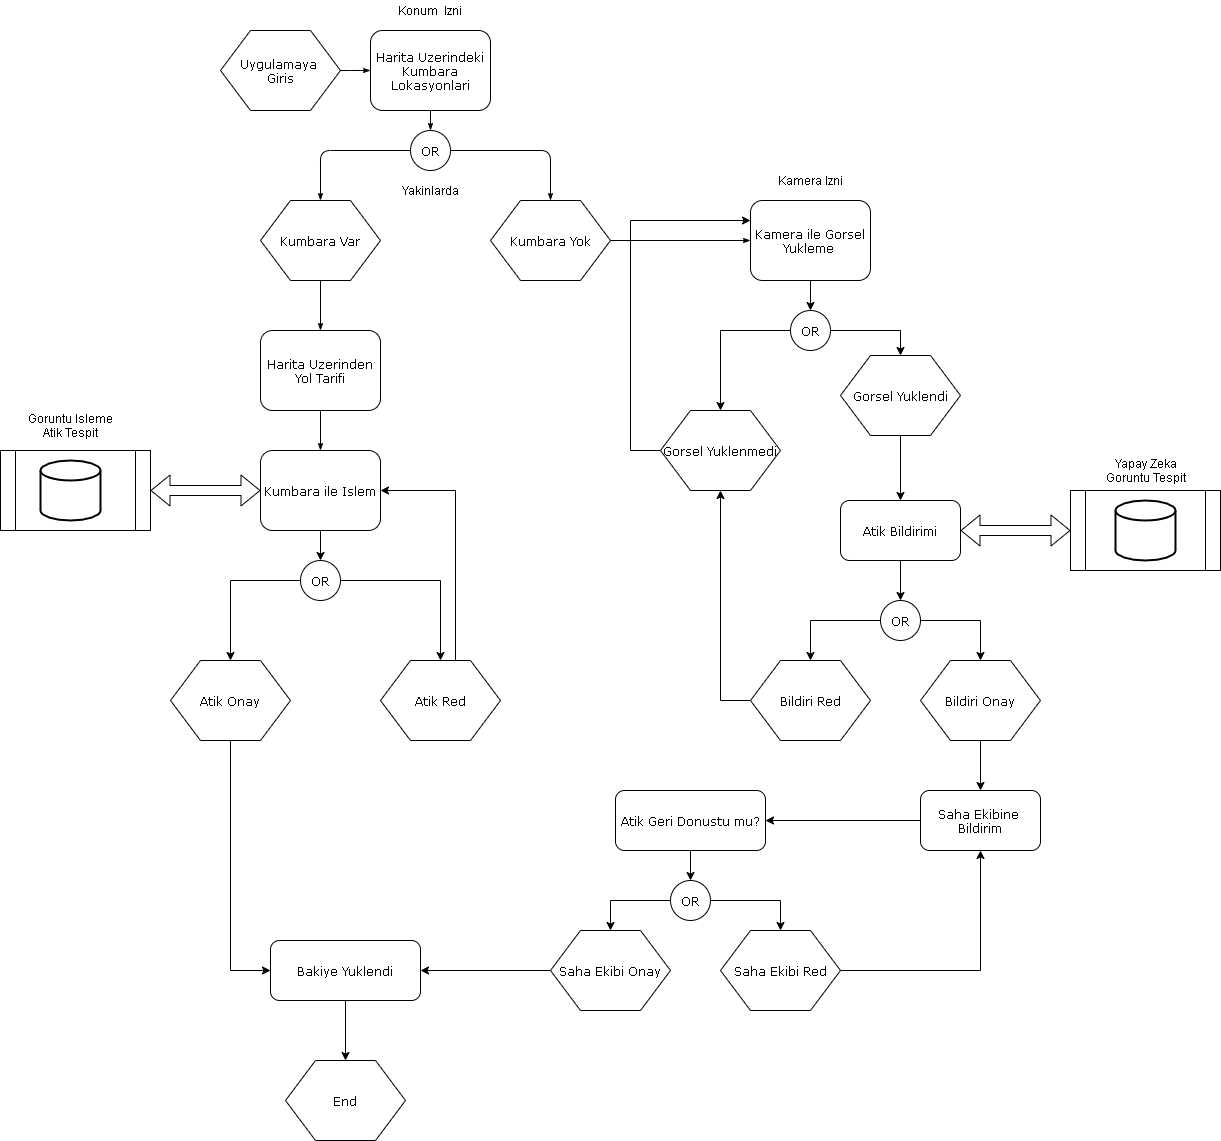 Konum Izni
Uygulamaya
Giris
Harita Uzerindeki
Kumbara
Lokasyonlari
OR
Yakinlarda
Kumbara Var
Kumbara Yok
Kamera Izni
Kamera ile Gorsel
Yukleme
OR
Harita Uzerinden
Yol Tarifi
Gorsel Yuklendi
Goruntu Isleme
Atik Tespit
Gorsel Yuklenmedi
Kumbara ile Islem
Yapay Zeka
Goruntu Tespit
Atik Bildirimi
OR
OR
Atik Onay
Atik Red
Bildiri Red
Bildiri Onay
Atik Geri Donustu mu?
Saha Ekibine
Bildirim
OR
Bakiye Yuklendi
Saha Ekibi Onay
Saha Ekibi Red
End